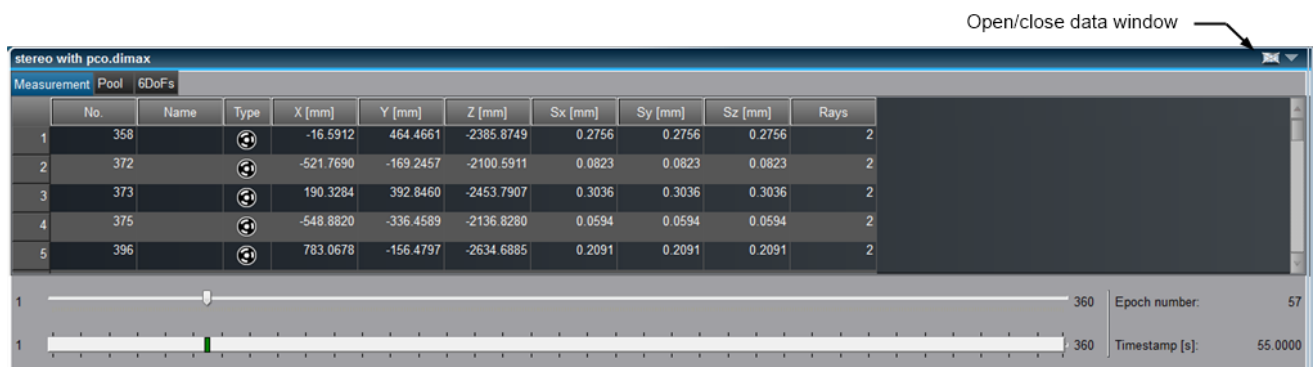 Open/close data window
stereo with pco.dimax
Measurement Pool 6DoFs
No. Name Type X [mm] Y [mm] Z [mm] Sx [mm] Sy [mm] Sz [mm] Rays
1 358 -16.5912 464.4661 -2385.8749 0.2756 0.2756 0.2756 2
2 372 -521.7690 -169.2457 -2100.5911 0.0823 0.0823 0.0823 2
3 373 190.3284 392.8460 -2453.7907 0.3036 0.3036 0.3036 2
4 375 -548.8820 -336.4589 -2136.8280 0.0594 0.0594 0.0594 2
5 396 783.0678 -156.4797 -2634.6885 0.2091 0.2091 0.2091 2
1 360 Epoch number: 57
1 360 Timestamp [s]: 55.0000